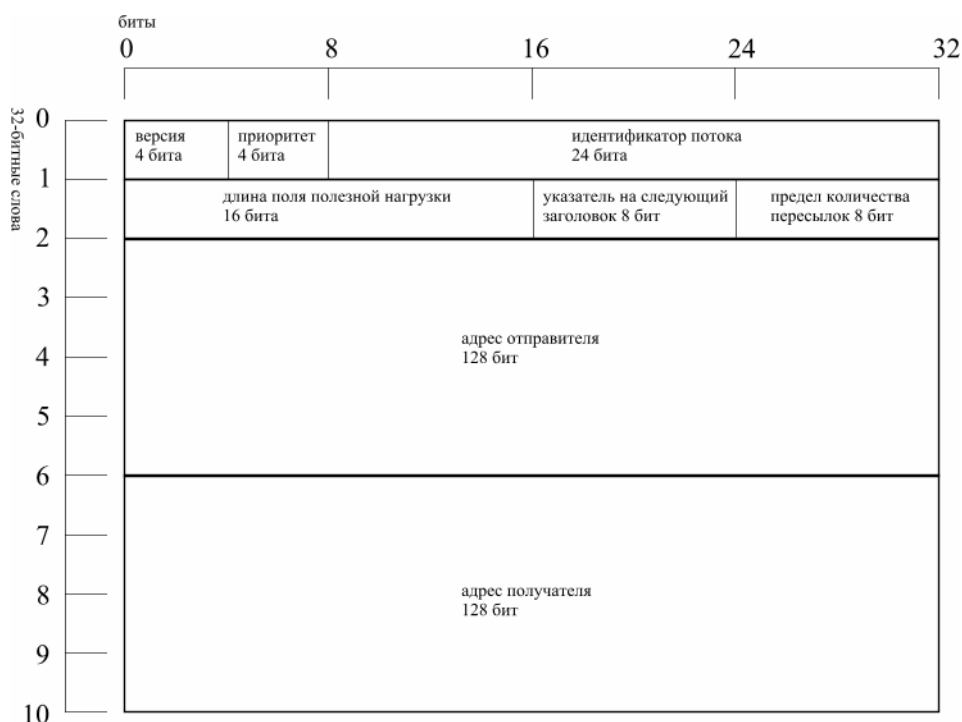 биты
0 8 16 24 32
32-битные слова
0
версия
4 бита
приоритет
4 бита
идентификатор потока
24 бита
1
длина поля полезной нагрузки
16 бита
указатель на следующий
заголовок 8 бит
предел количества
пересылок 8 бит
2
3
4
адрес отправителя
128 бит
5
6
7
8
адрес получателя
128 бит
9
10